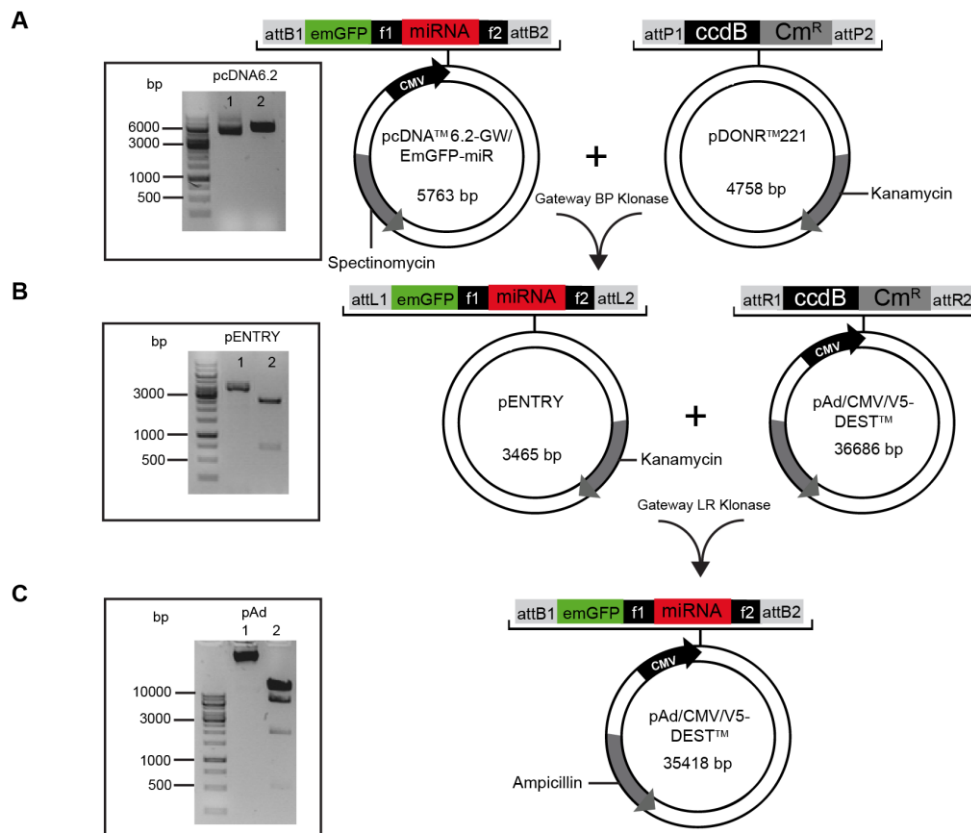 A
attB1 emGFP f1 miRNA f2 attB2
attP1 ccdB Cm^R attP2
bp
pcDNA6.2
1 2
6000
3000
1000
500
CMV
pcDNA™6.2-GW/
EmGFP-miR
5763 bp
Spectinomycin
+
pDONR™221
4758 bp
Kanamycin
Gateway BP Klonase
B
attL1 emGFP f1 miRNA f2 attL2
attR1 ccdB Cm^R attR2
bp
pENTRY
1 2
3000
1000
500
pENTRY
3465 bp
Kanamycin
+
CMV
pAd/CMV/V5-
DEST™
36686 bp
Gateway LR Klonase
C
bp
pAd
1 2
10000
3000
1000
500
attB1 emGFP f1 miRNA f2 attB2
CMV
pAd/CMV/V5-
DEST™
35418 bp
Ampicillin